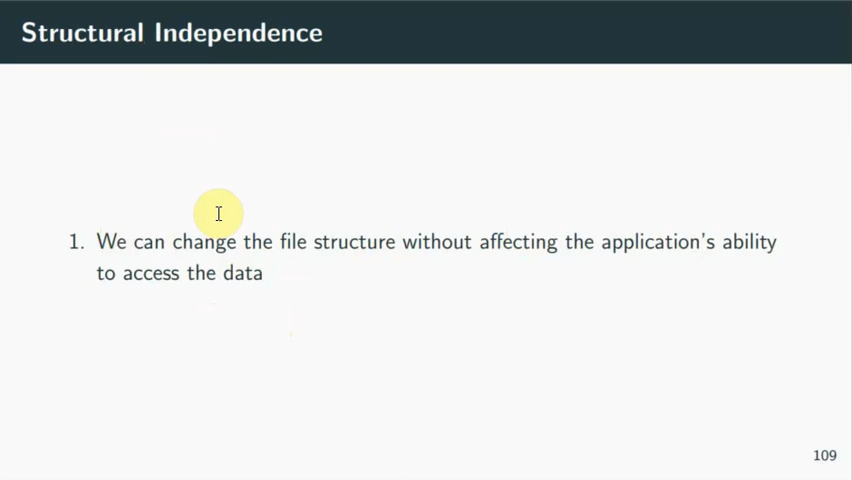 Structural Independence
1. We can change the file structure without affecting the application's ability
to access the data
109